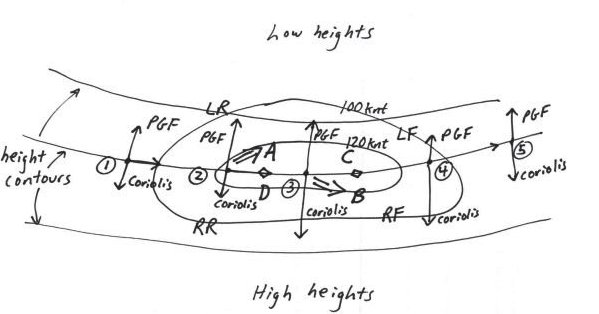 Low heights
LR
100 knt
PGF
PGF
A
PGF
120 knt
LF
PGF
PGF
C
height
contours
1
Coriolis
2
D
3
B
4
5
Coriolis
Coriolis
Coriolis
Coriolis
RR
RF
High heights